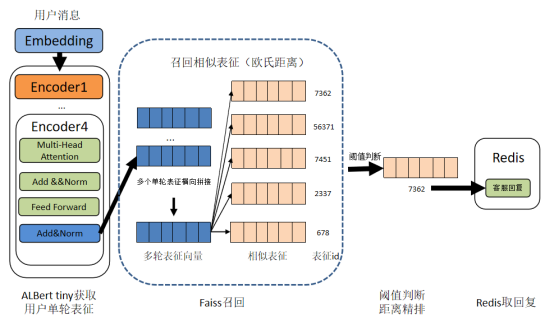 用户消息
Embedding
Encoder1
...
Encoder4
Multi-Head
Attention
Add &&Norm
Feed Forward
Add&Norm
ALBert tiny获取
用户单轮表征
召回相似表征（欧氏距离）
...
多个单轮表征横向拼接
多轮表征向量
相似表征
表征id
7362
56371
7451
2337
678
Faiss召回
阈值判断
7362
阈值判断
距离精排
Redis
客服回复
Redis取回复